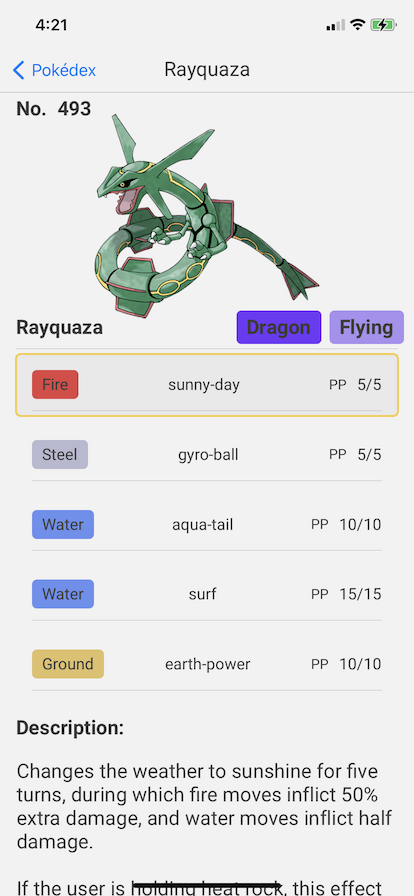 4:21
Pokédex
Rayquaza
No. 493
Rayquaza Dragon Flying
Fire sunny-day PP 5/5
Steel gyro-ball PP 5/5
Water aqua-tail PP 10/10
Water surf PP 15/15
Ground earth-power PP 10/10
Description:
Changes the weather to sunshine for five
turns, during which fire moves inflict 50%
extra damage, and water moves inflict half
damage.
If the user is holding heat rock, this effect